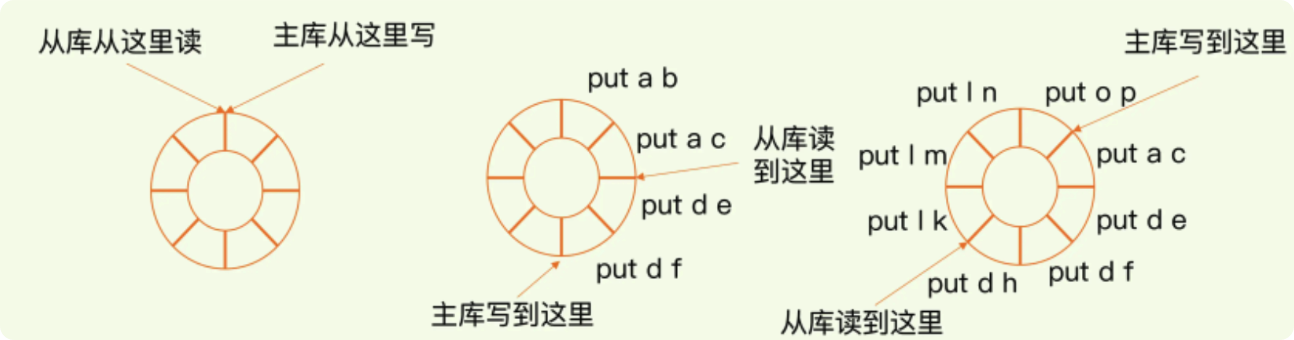 从库从这里读
主库从这里写
put a b
put a c
从库读
到这里
put d e
put d f
主库写到这里
主库写到这里
put l n
put o p
put l m
put a c
put l k
put d e
put d h
put d f
从库读到这里